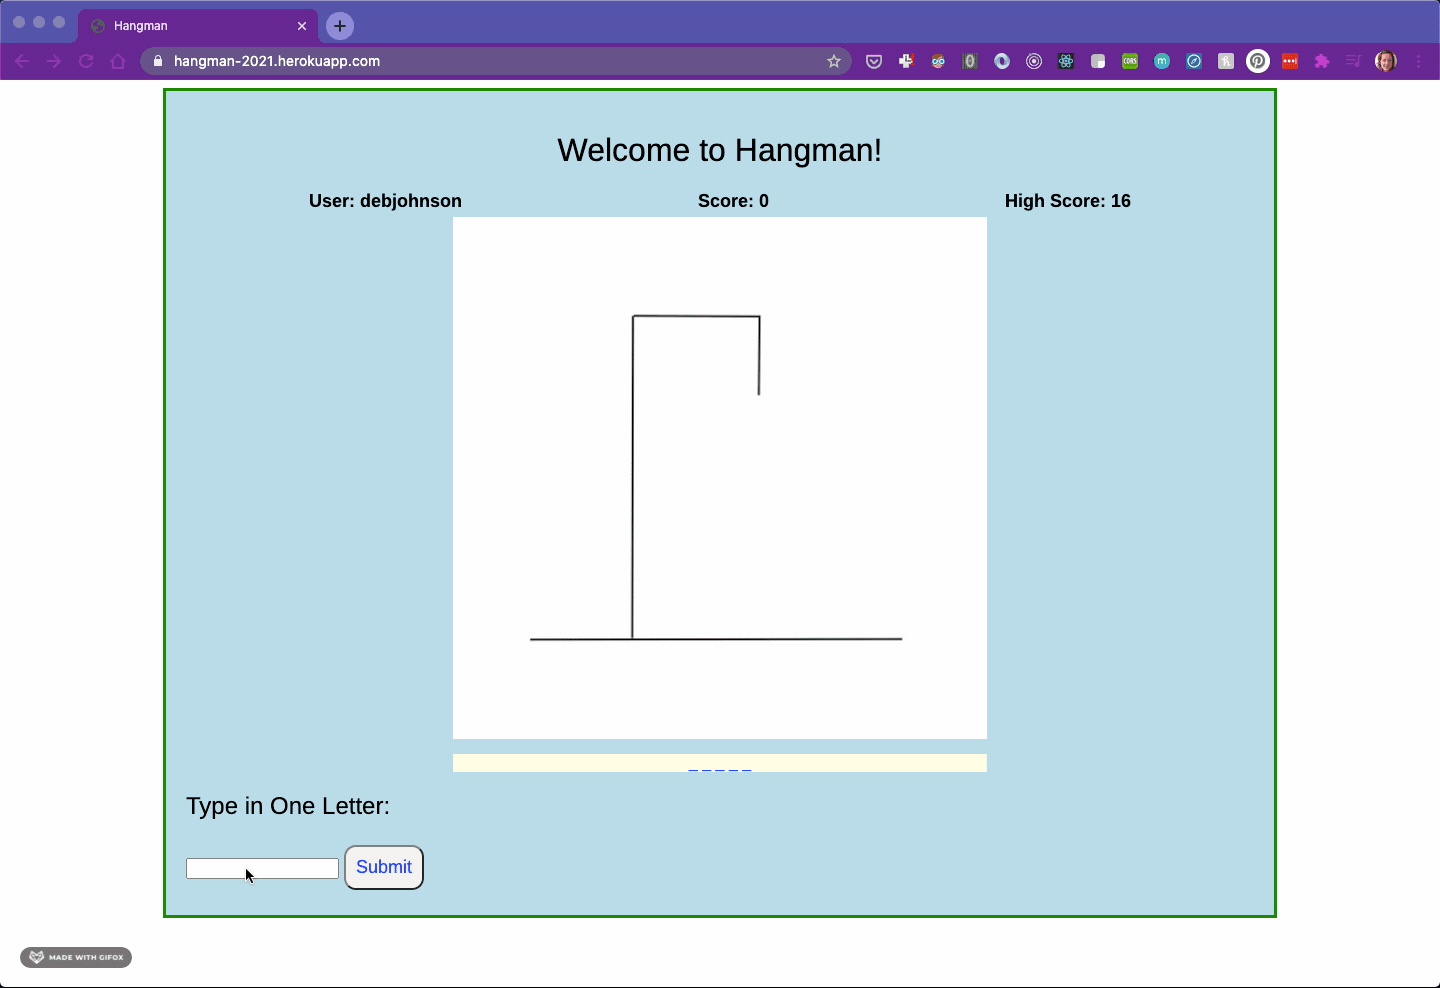 Hangman
hangman-2021.herokuapp.com
CORS
m
Welcome to Hangman!
User: debjohnson
Score: 0
High Score: 16
_ _ _ _ _
Type in One Letter:
Submit
MADE WITH GIFOX